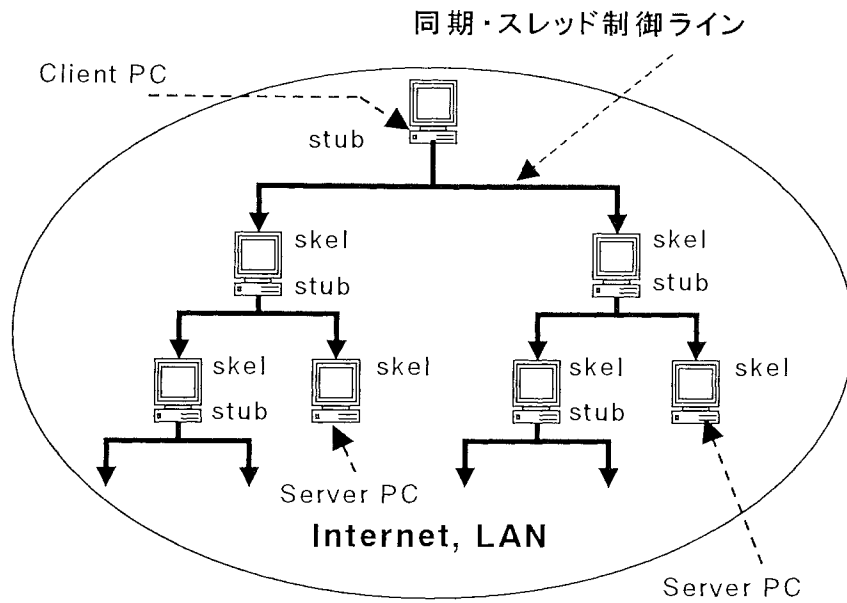 同期・スレッド制御ライン
Client PC
stub
skel
stub
skel
stub
skel
stub
skel
skel
stub
skel
Server PC
Internet, LAN
Server PC